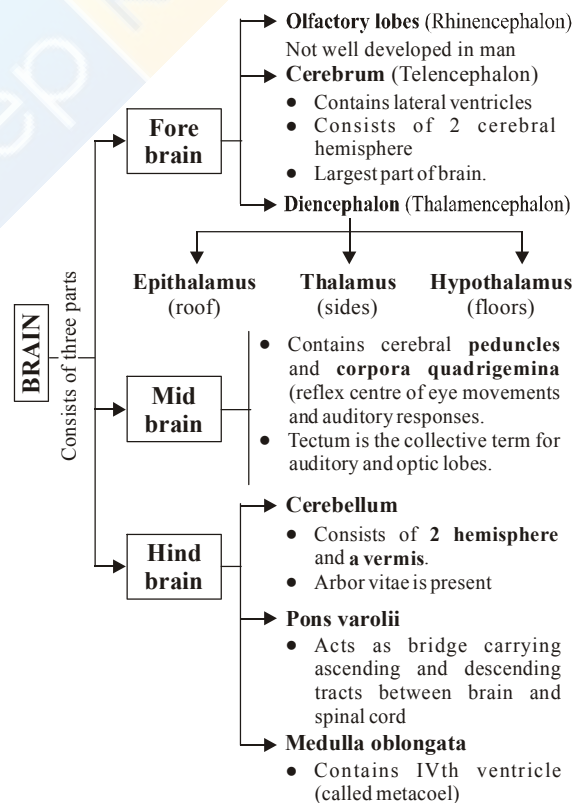 Olfactory lobes (Rhinencephalon)
Not well developed in man
Cerebrum (Telencephalon)
● Contains lateral ventricles
● Consists of 2 cerebral
hemisphere
● Largest part of brain.
Fore
brain
Diencephalon (Thalamencephalon)
Epithalamus
(roof)
Thalamus
(sides)
Hypothalamus
(floors)
BRAIN
Consists of three parts
Mid
brain
● Contains cerebral peduncles
and corpora quadrigemina
(reflex centre of eye movements
and auditory responses.
● Tectum is the collective term for
auditory and optic lobes.
Hind
brain
Cerebellum
● Consists of 2 hemisphere
and a vermis.
● Arbor vitae is present
Pons varolii
● Acts as bridge carrying
ascending and descending
tracts between brain and
spinal cord
Medulla oblongata
● Contains IVth ventricle
(called metacoel)